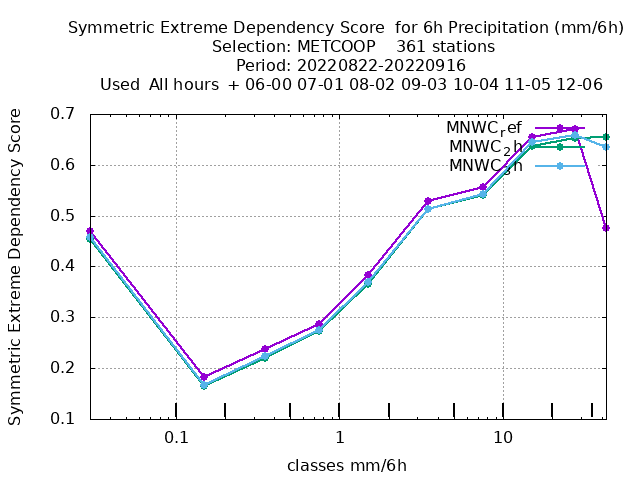 Symmetric Extreme Dependency Score  for 6h Precipitation (mm/6h)
Selection: METCOOP    361 stations
Period: 20220822-20220916
Used  All hours  + 06-00 07-01 08-02 09-03 10-04 11-05 12-06
Symmetric Extreme Dependency Score
0.7
0.6
0.5
0.4
0.3
0.2
0.1
MNWC_ref
MNWC_2h
MNWC_3h
0.1
1
10
classes mm/6h